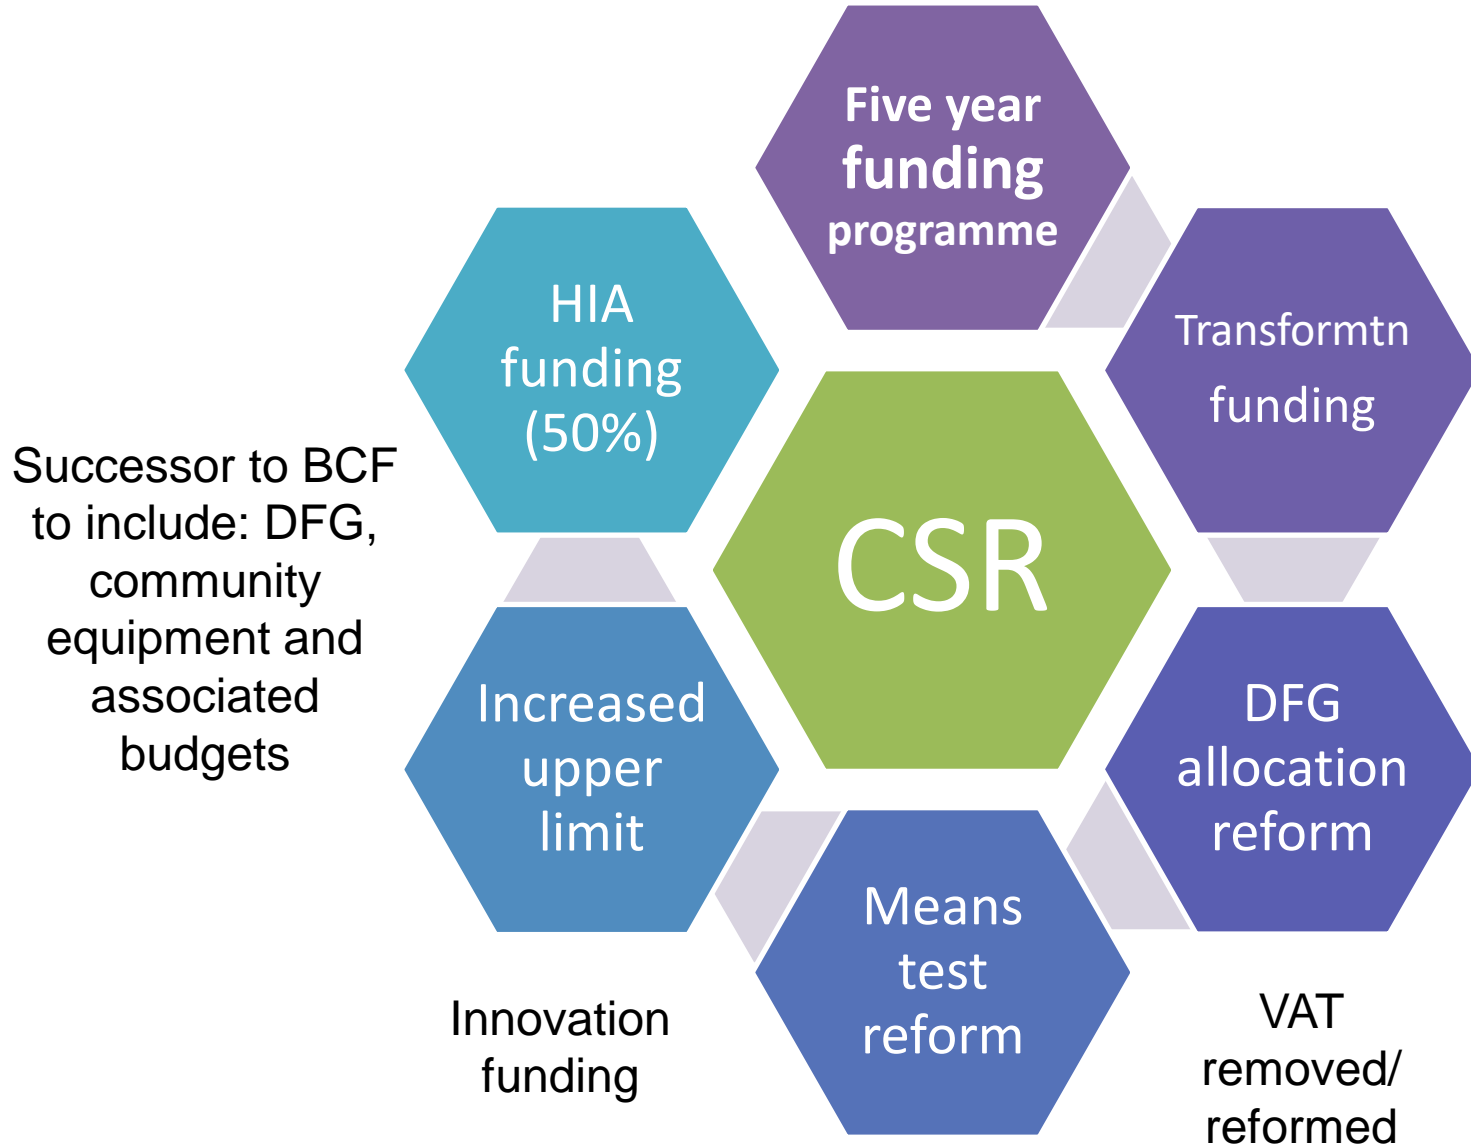 Five year
funding
programme
HIA
funding
(50%)
Transformtn
funding
Successor to BCF
to include: DFG,
community
equipment and
associated
budgets
CSR
Increased
upper
limit
DFG
allocation
reform
Means
test
reform
Innovation
funding
VAT
removed/
reformed